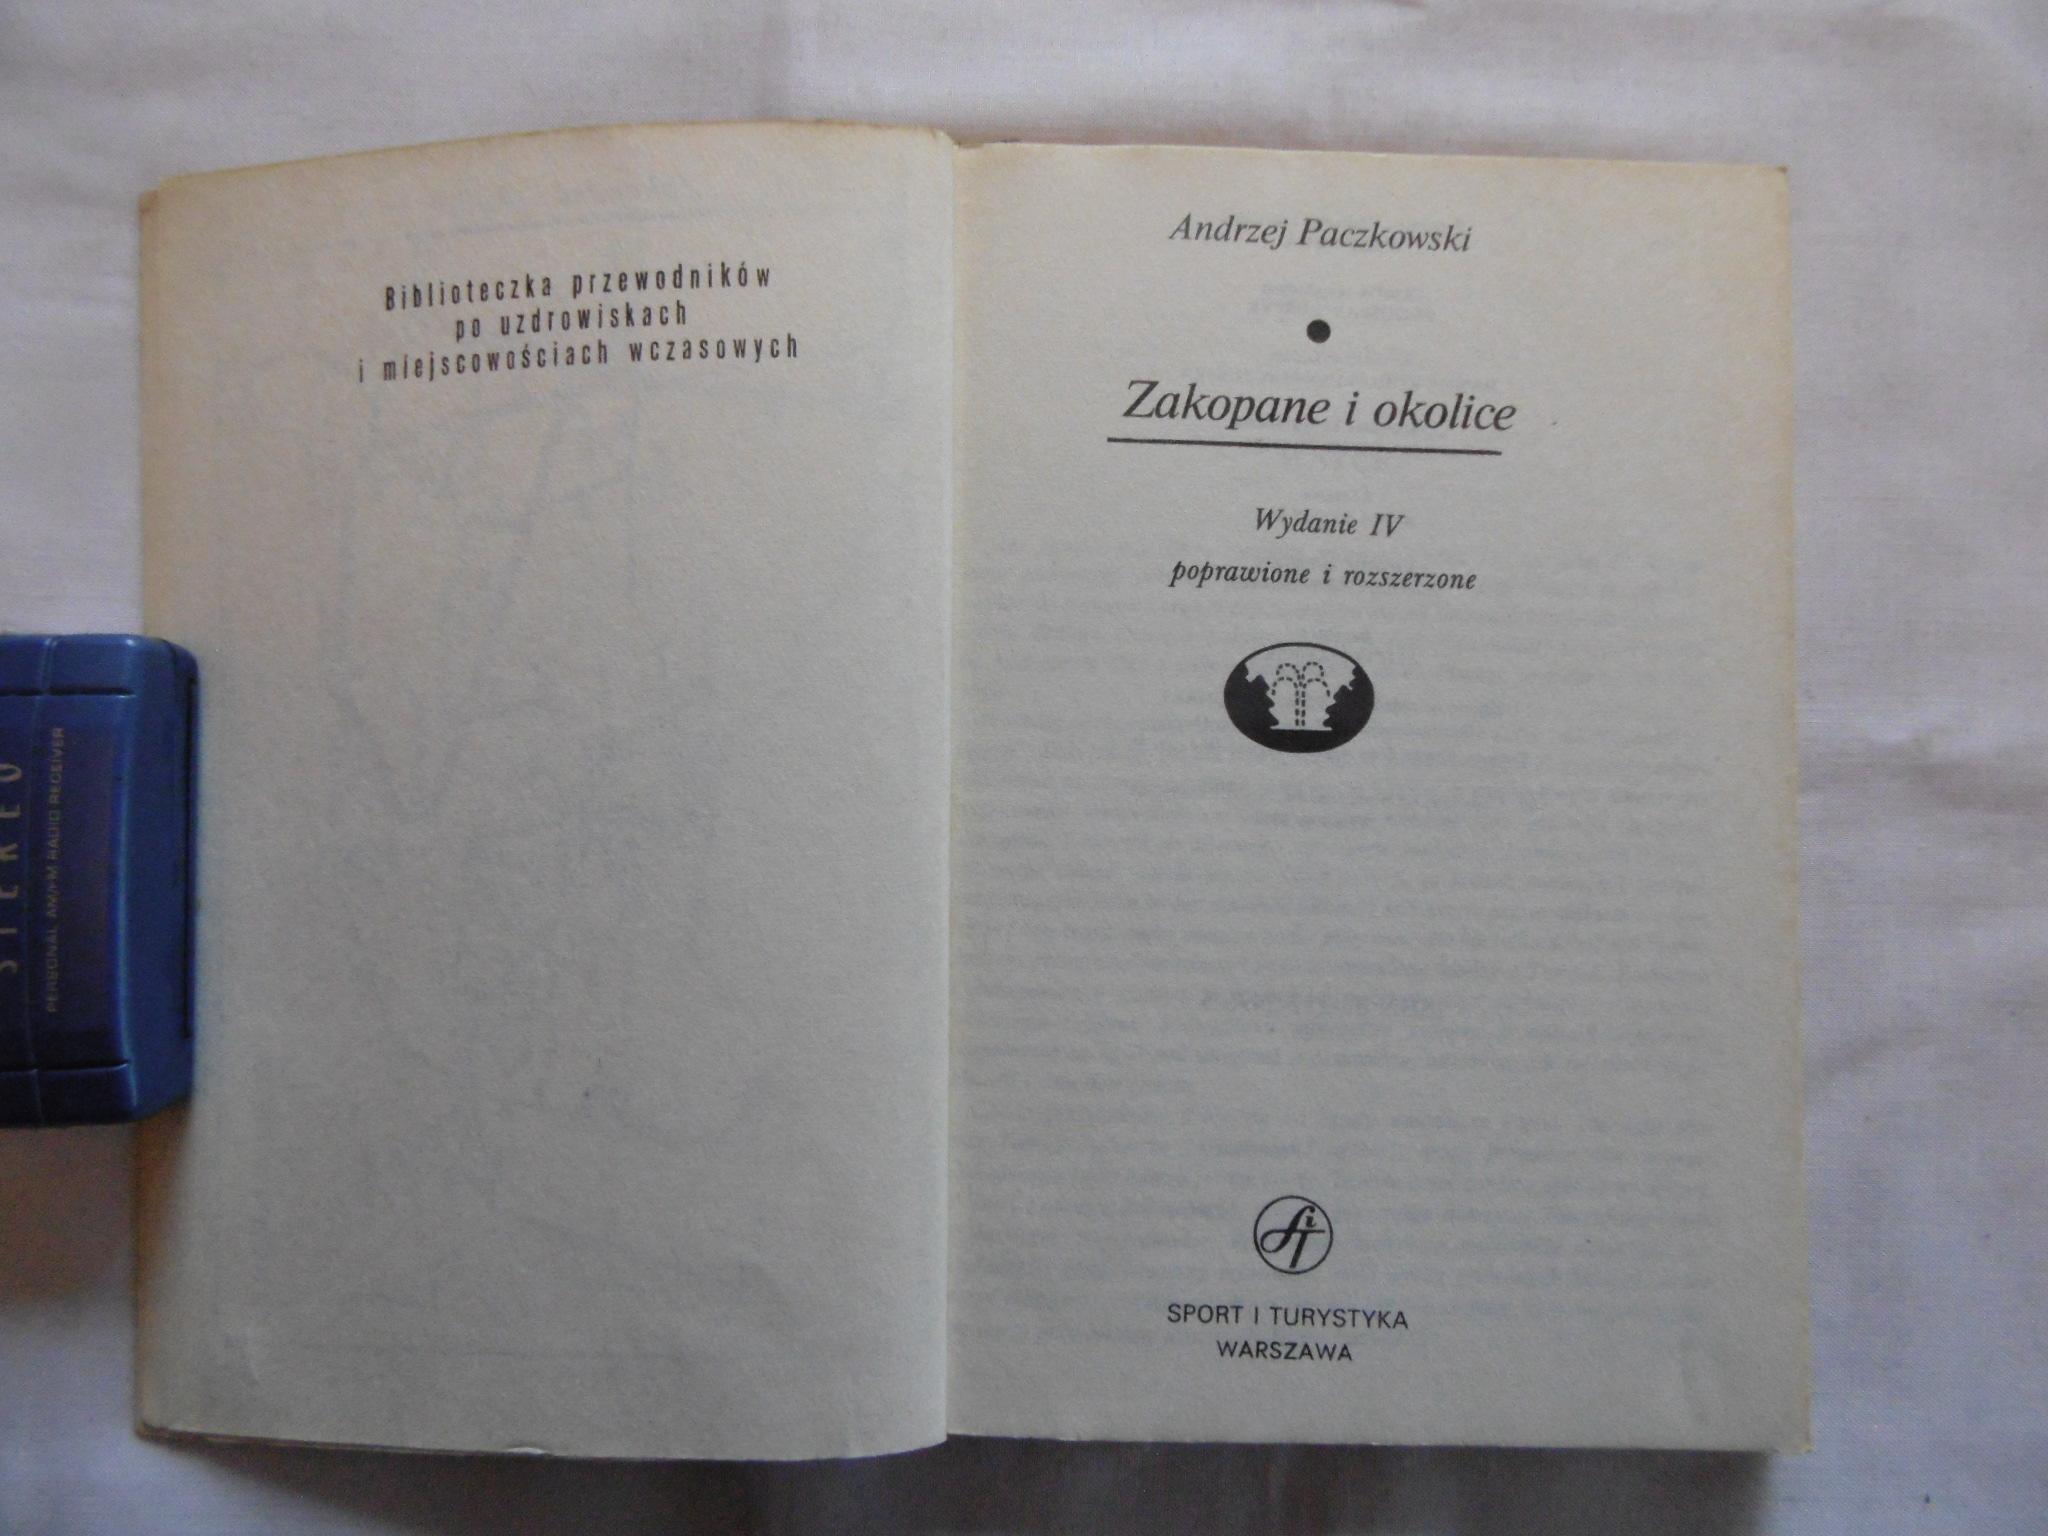 Biblioteczka przewodników
po uzdrowiskach
i miejscowościach wczasowych
Andrzej Paczkowski
Zakopane i okolice
Wydanie IV
poprawione i rozszerzone
SiT
SPORT I TURYSTYKA
WARSZAWA
STEREO
PERSONAL AM/FM RADIO RECEIVER